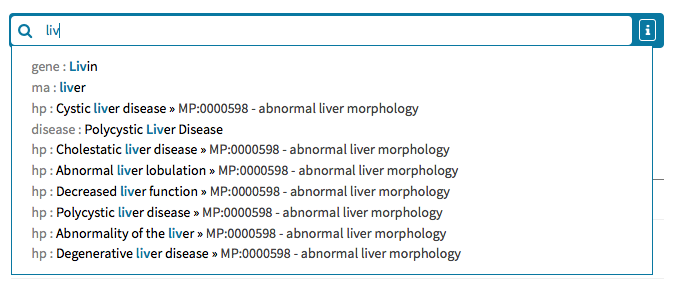 liv
i
gene : Livin
ma : liver
hp : Cystic liver disease » MP:0000598 - abnormal liver morphology
disease : Polycystic Liver Disease
hp : Cholestatic liver disease » MP:0000598 - abnormal liver morphology
hp : Abnormal liver lobulation » MP:0000598 - abnormal liver morphology
hp : Decreased liver function » MP:0000598 - abnormal liver morphology
hp : Polycystic liver disease » MP:0000598 - abnormal liver morphology
hp : Abnormality of the liver » MP:0000598 - abnormal liver morphology
hp : Degenerative liver disease » MP:0000598 - abnormal liver morphology